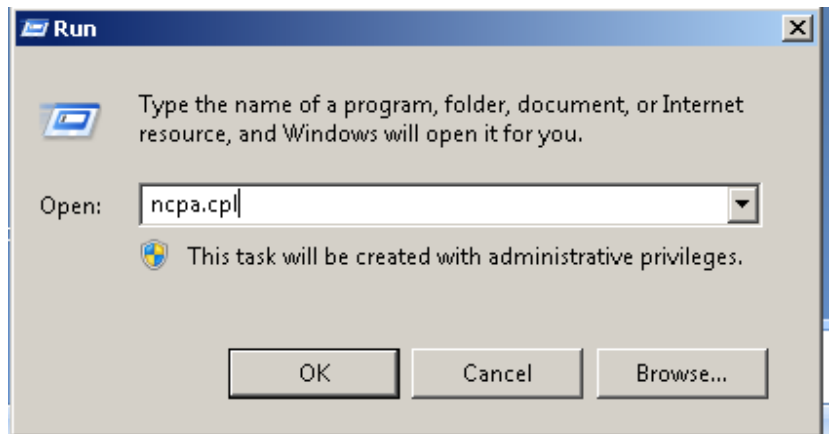 Run
Type the name of a program, folder, document, or Internet
resource, and Windows will open it for you.
Open:
ncpa.cpl
This task will be created with administrative privileges.
OK
Cancel
Browse...